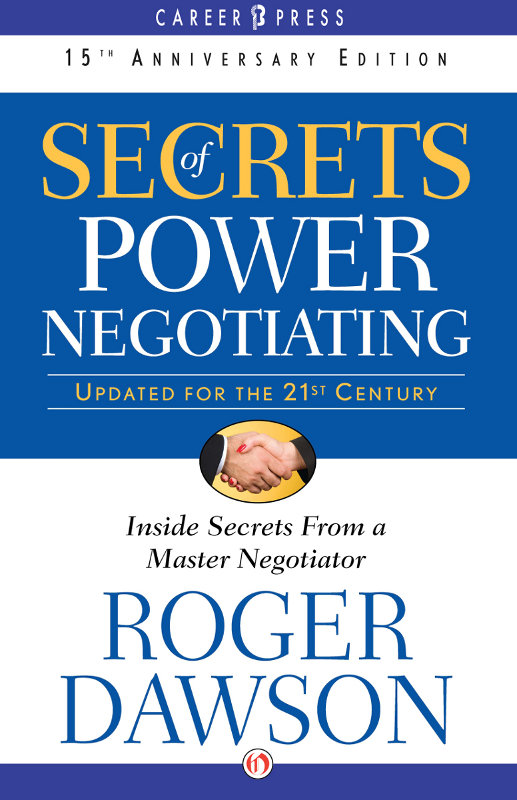 CAREER PRESS
15TH ANNIVERSARY EDITION
SECRETS
of
POWER
NEGOTIATING
UPDATED FOR THE 21ST CENTURY
Inside Secrets From a
Master Negotiator
ROGER
DAWSON